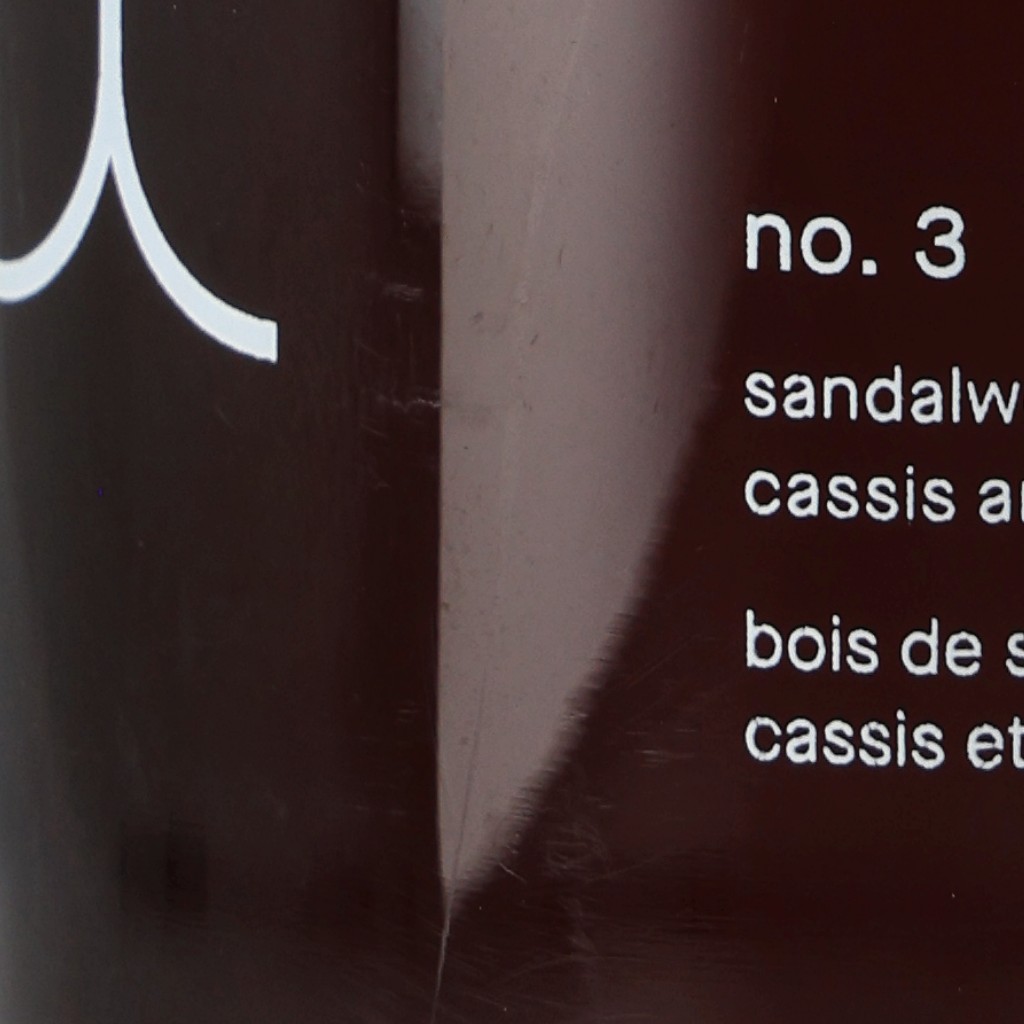 no. 3
sandalw
cassis a
bois de s
cassis et